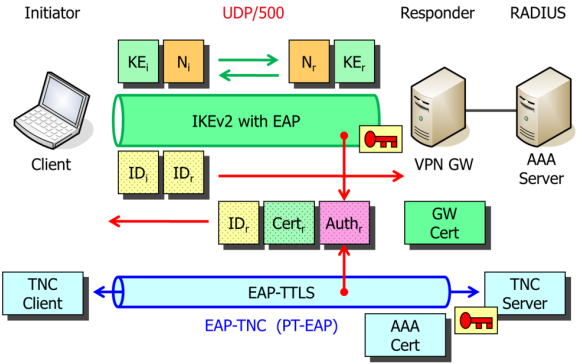 Initiator
UDP/500
Responder
RADIUS
KEi
Ni
Nr
KEr
IKEv2 with EAP
Client
VPN GW
AAA
Server
IDi
IDr
IDr
Certr
Authr
GW
Cert
TNC
Client
EAP-TTLS
TNC
Server
EAP-TNC (PT-EAP)
AAA
Cert